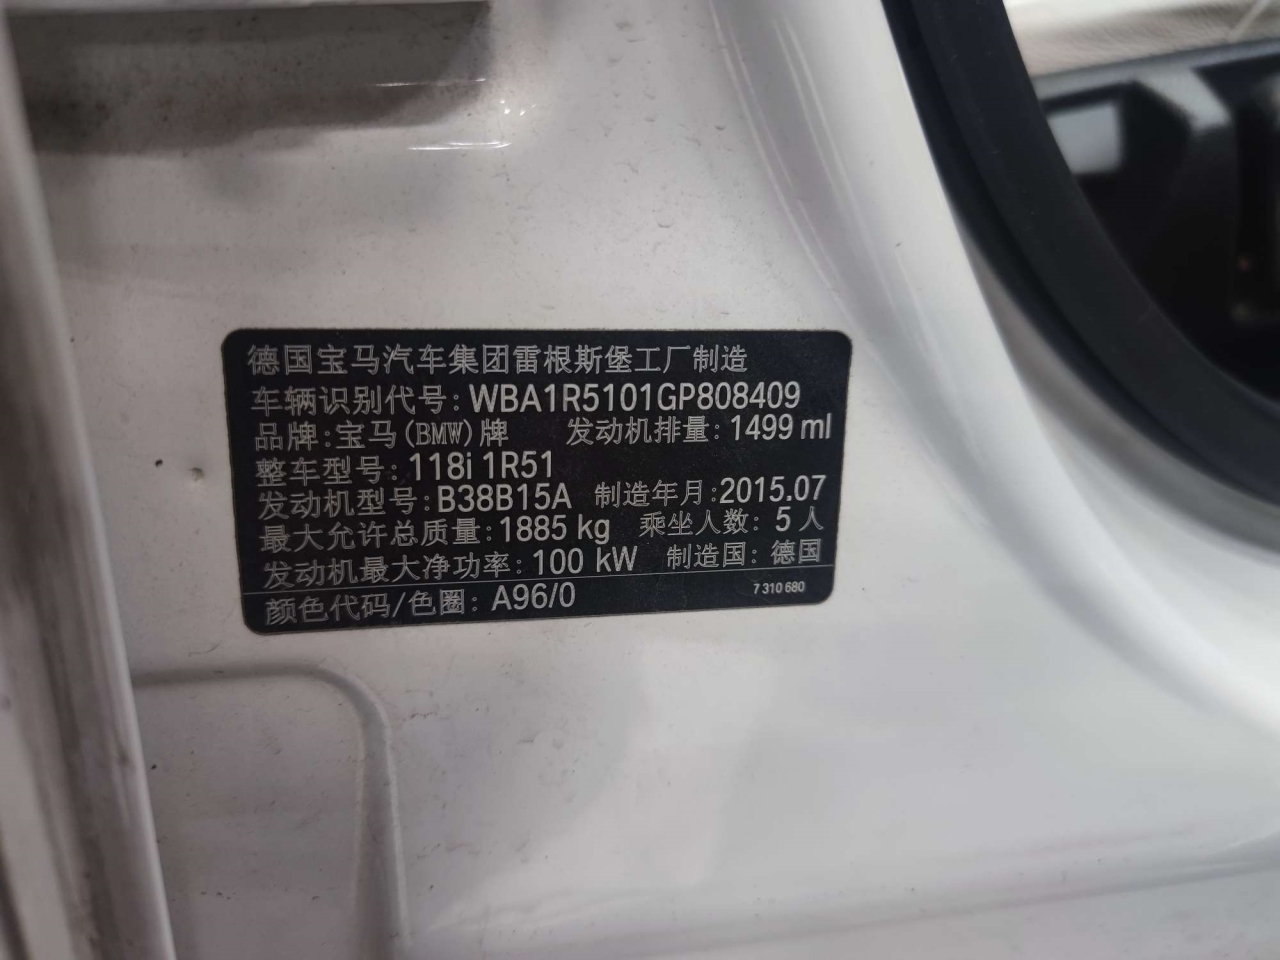 德国宝马汽车集团雷根斯堡工厂制造
车辆识别代号: WBA1R5101GP808409
品牌:宝马(BMW)牌 发动机排量: 1499 ml
整车型号: 118i 1R51
发动机型号: B38B15A 制造年月:2015.07
最大允许总质量: 1885 kg 乘坐人数: 5 人
发动机最大净功率: 100 kW 制造国: 德国
颜色代码/色圈: A96/0 7 310 680